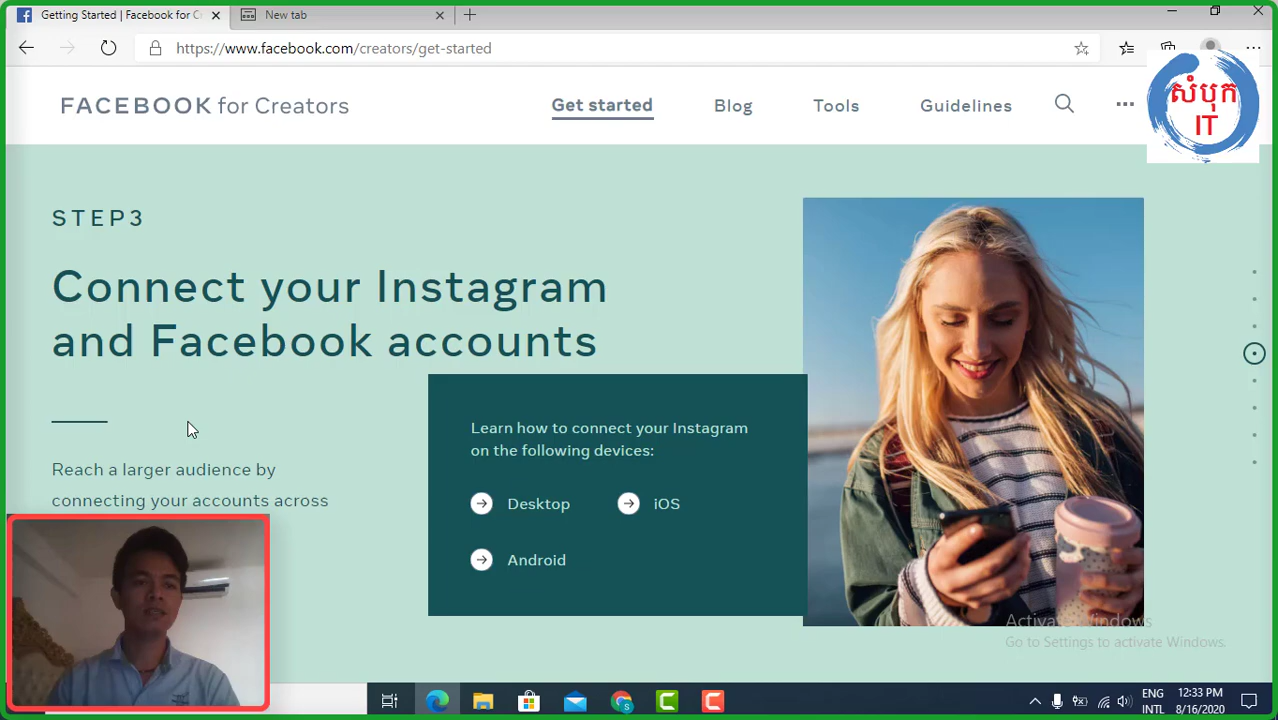 Getting Started | Facebook for C
New tab
https://www.facebook.com/creators/get-started
FACEBOOK for Creators
Get started
Blog
Tools
Guidelines
សំបុក
IT
STEP3
Connect your Instagram
and Facebook accounts
Reach a larger audience by
connecting your accounts across
Learn how to connect your Instagram
on the following devices:
Desktop
iOS
Android
Activate Windows
Go to Settings to activate Windows.
ENG
INTL
12:33 PM
8/16/2020